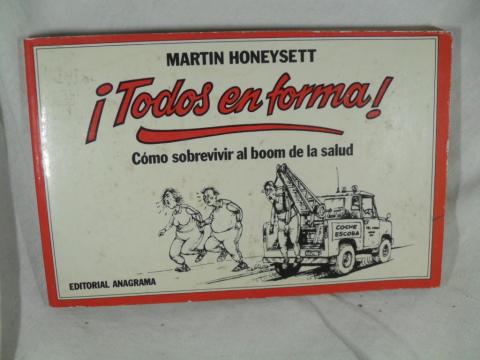 MARTIN HONEYSETT
¡Todos en forma!
Cómo sobrevivir al boom de la salud
COCHE
ESCOBA
EDITORIAL ANAGRAMA